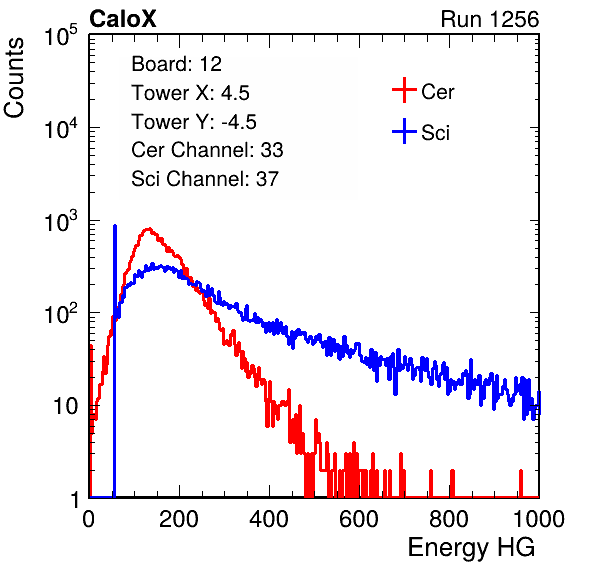 CaloX Run 1256
Counts
10^5
10^4
10^3
10^2
10
1
Board: 12
Tower X: 4.5
Tower Y: -4.5
Cer Channel: 33
Sci Channel: 37
Cer
Sci
0 200 400 600 800 1000
Energy HG